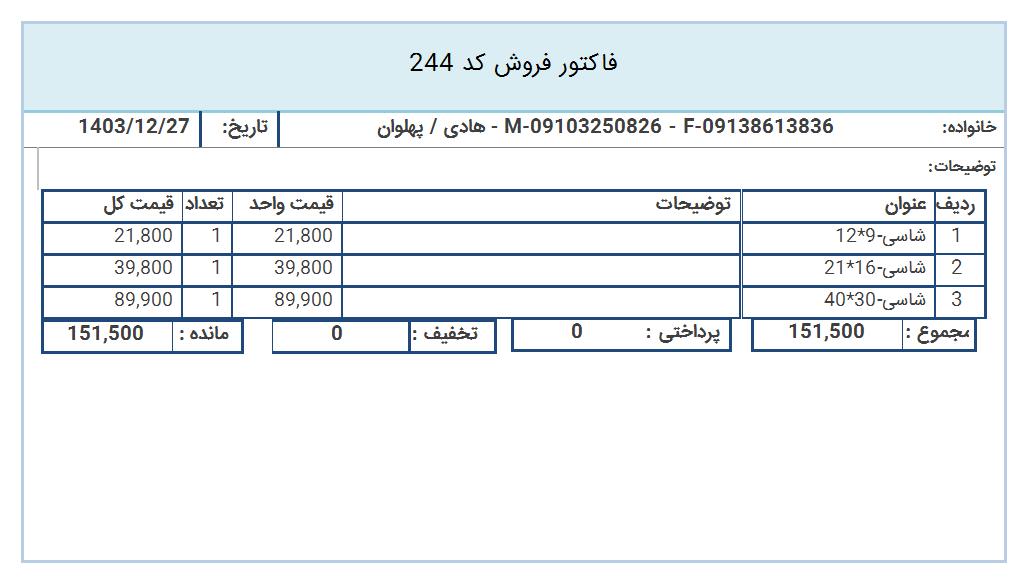 فاکتور فروش کد 244
خانواده: M-09103250826 - F-09138613836 - هادی / پهلوان تاریخ: 1403/12/27
توضیحات:
ردیف عنوان توضیحات قیمت واحد تعداد قیمت کل
1 شاسی-9*12 21,800 1 21,800
2 شاسی-16*21 39,800 1 39,800
3 شاسی-30*40 89,900 1 89,900
مجموع : 151,500 پرداختی : 0 تخفیف : 0 مانده : 151,500